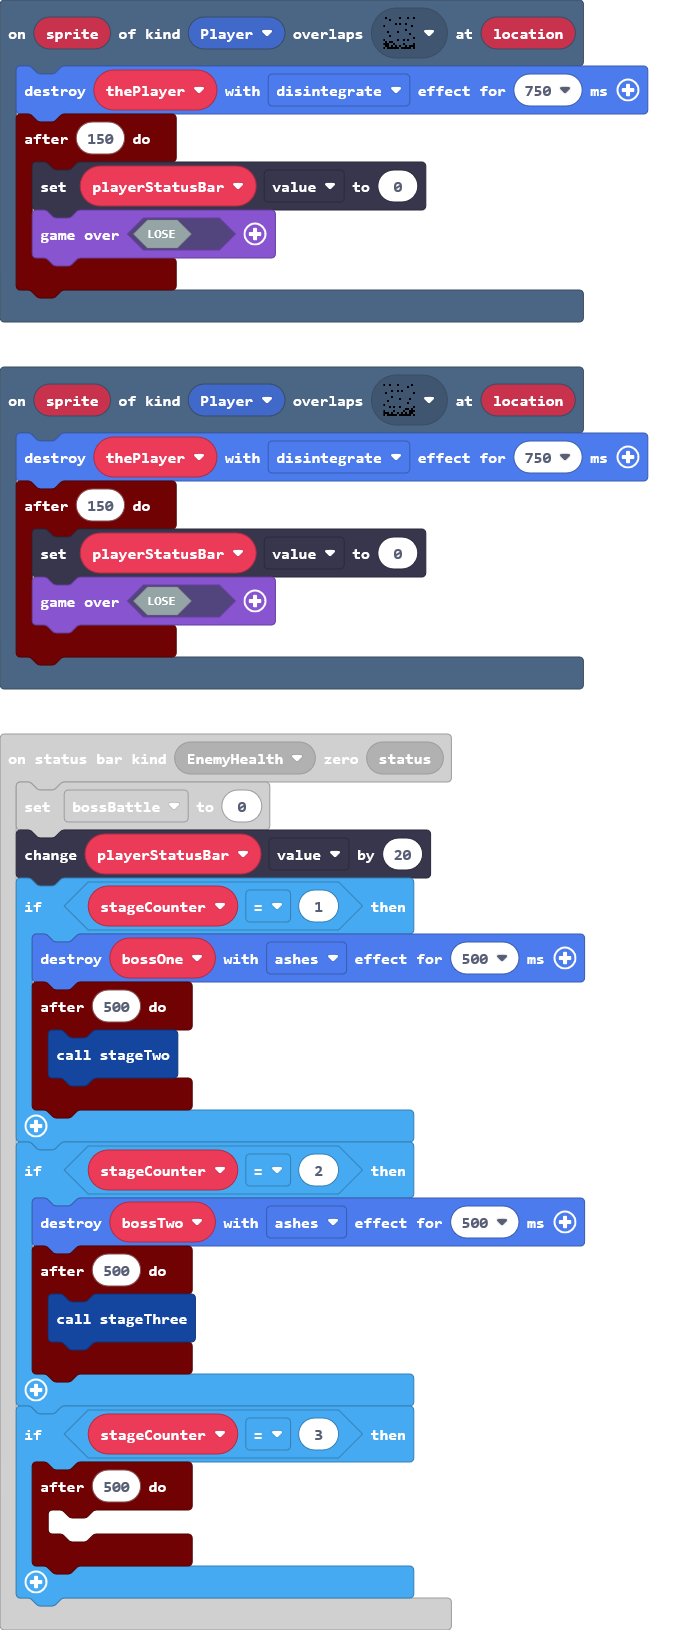 on sprite of kind Player overlaps at location
destroy thePlayer with disintegrate effect for 750 ms
after 150 do
set playerStatusBar value to 0
game over LOSE
on sprite of kind Player overlaps at location
destroy thePlayer with disintegrate effect for 750 ms
after 150 do
set playerStatusBar value to 0
game over LOSE
on status bar kind EnemyHealth zero status
set bossBattle to 0
change playerStatusBar value by 20
if stageCounter = 1 then
destroy bossOne with ashes effect for 500 ms
after 500 do
call stageTwo
if stageCounter = 2 then
destroy bossTwo with ashes effect for 500 ms
after 500 do
call stageThree
if stageCounter = 3 then
after 500 do